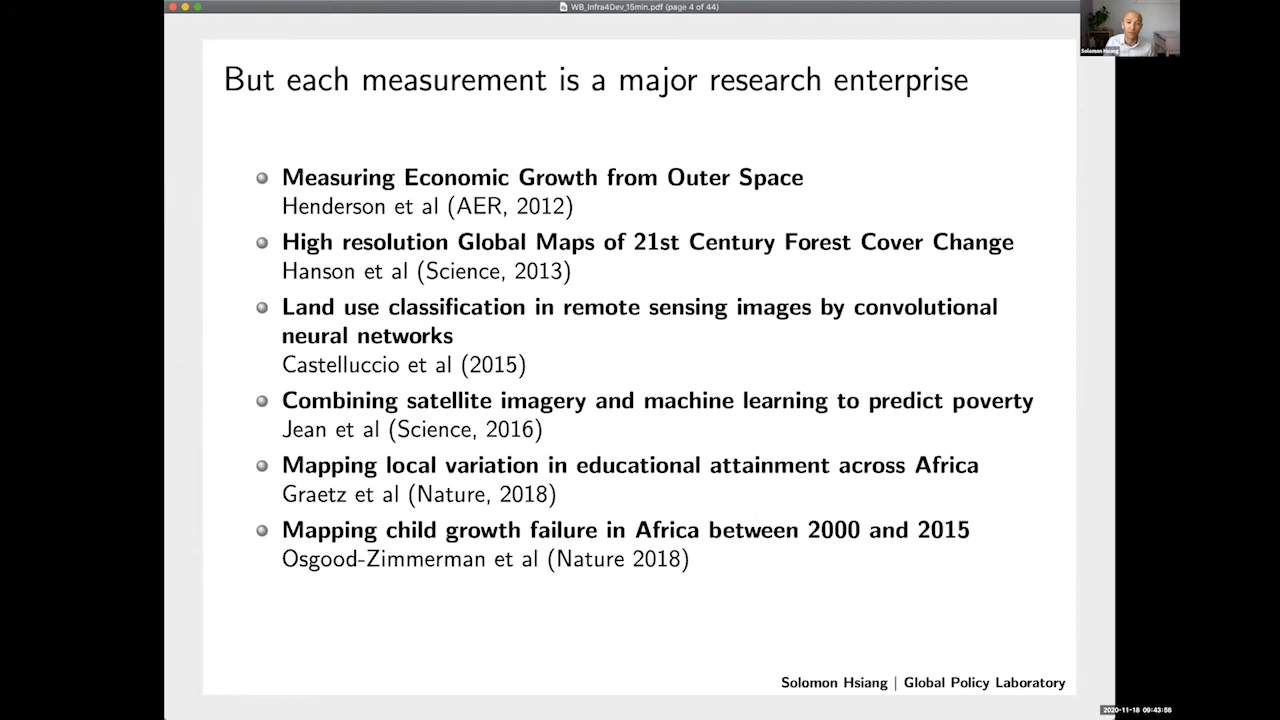 WB_Infra4Dev_15min.pdf (page 4 of 44)
Solomon Hsiang
But each measurement is a major research enterprise
Measuring Economic Growth from Outer Space
Henderson et al (AER, 2012)
High resolution Global Maps of 21st Century Forest Cover Change
Hanson et al (Science, 2013)
Land use classification in remote sensing images by convolutional
neural networks
Castelluccio et al (2015)
Combining satellite imagery and machine learning to predict poverty
Jean et al (Science, 2016)
Mapping local variation in educational attainment across Africa
Graetz et al (Nature, 2018)
Mapping child growth failure in Africa between 2000 and 2015
Osgood-Zimmerman et al (Nature 2018)
Solomon Hsiang | Global Policy Laboratory
2020-11-18 09:43:56